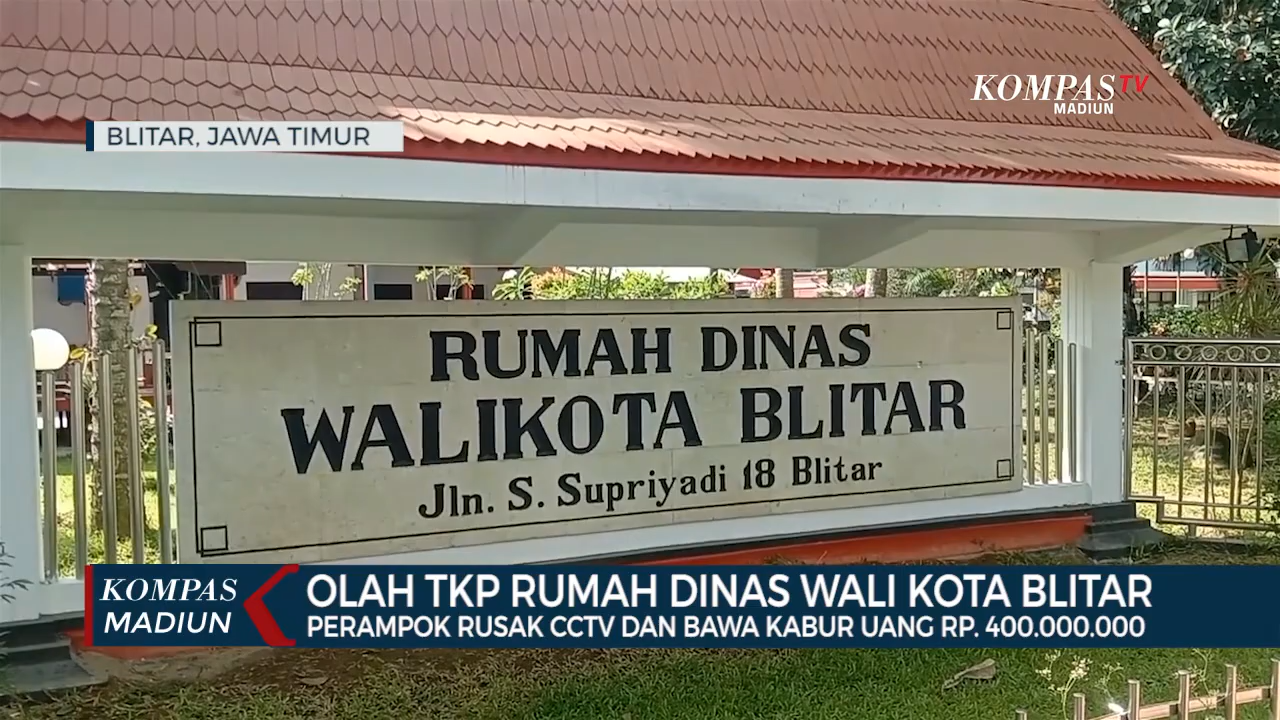 KOMPASTV
MADIUN
BLITAR, JAWA TIMUR
RUMAH DINAS
WALIKOTA BLITAR
Jln. S. Supriyadi 18 Blitar
KOMPAS
MADIUN
OLAH TKP RUMAH DINAS WALI KOTA BLITAR
PERAMPOK RUSAK CCTV DAN BAWA KABUR UANG RP. 400.000.000